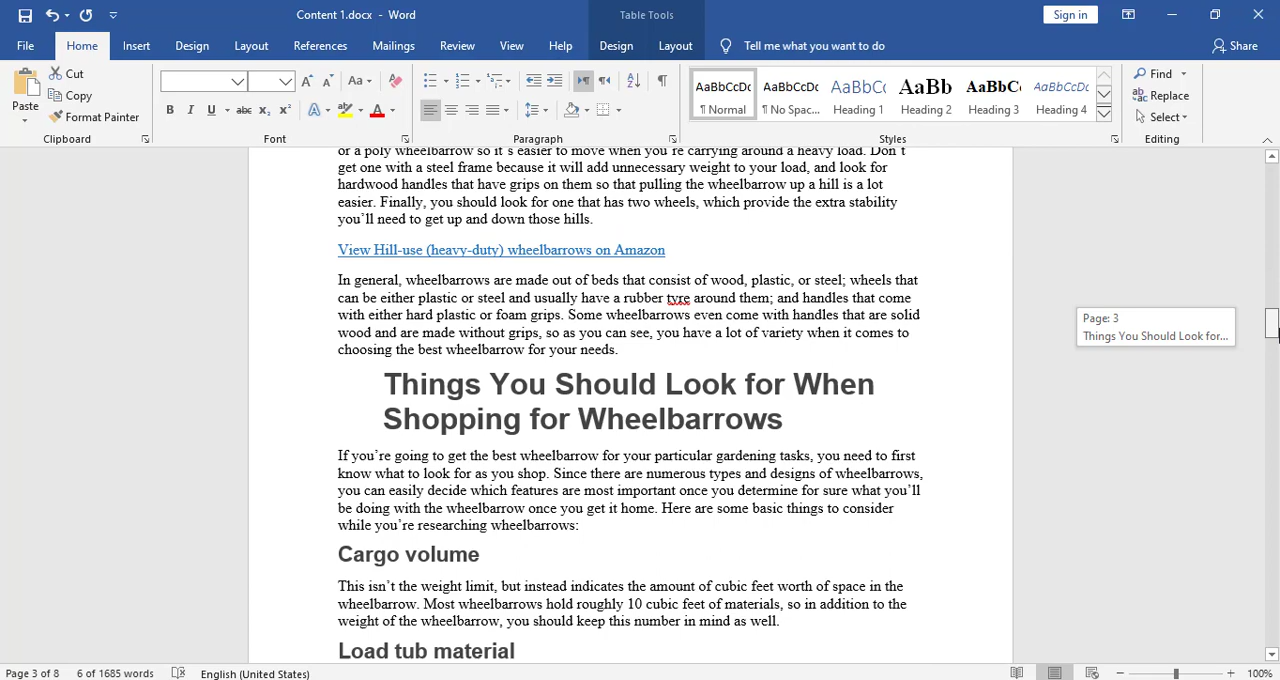 Content 1.docx - Word
Table Tools
Sign in
File Home Insert Design Layout References Mailings Review View Help Design Layout Tell me what you want to do Share
Paste
Cut
Copy
Format Painter
Clipboard
Aa
B I U abc x₂ x² A ab A
Font
Paragraph
AaBbCcDc AaBbCcDc AaBbC AaBb AaBbC AaBbCcDc
¶ Normal ¶ No Spac... Heading 1 Heading 2 Heading 3 Heading 4
Styles
Find
Replace
Select
Editing
or a poly wheelbarrow so it's easier to move when you're carrying around a heavy load. Don't
get one with a steel frame because it will add unnecessary weight to your load, and look for
hardwood handles that have grips on them so that pulling the wheelbarrow up a hill is a lot
easier. Finally, you should look for one that has two wheels, which provide the extra stability
you'll need to get up and down those hills.
View Hill-use (heavy-duty) wheelbarrows on Amazon
In general, wheelbarrows are made out of beds that consist of wood, plastic, or steel; wheels that
can be either plastic or steel and usually have a rubber tyre around them; and handles that come
with either hard plastic or foam grips. Some wheelbarrows even come with handles that are solid
wood and are made without grips, so as you can see, you have a lot of variety when it comes to
choosing the best wheelbarrow for your needs.
Things You Should Look for When
Shopping for Wheelbarrows
If you're going to get the best wheelbarrow for your particular gardening tasks, you need to first
know what to look for as you shop. Since there are numerous types and designs of wheelbarrows,
you can easily decide which features are most important once you determine for sure what you'll
be doing with the wheelbarrow once you get it home. Here are some basic things to consider
while you're researching wheelbarrows:
Cargo volume
This isn't the weight limit, but instead indicates the amount of cubic feet worth of space in the
wheelbarrow. Most wheelbarrows hold roughly 10 cubic feet of materials, so in addition to the
weight of the wheelbarrow, you should keep this number in mind as well.
Load tub material
Page: 3
Things You Should Look for...
Page 3 of 8 6 of 1685 words English (United States) 100%